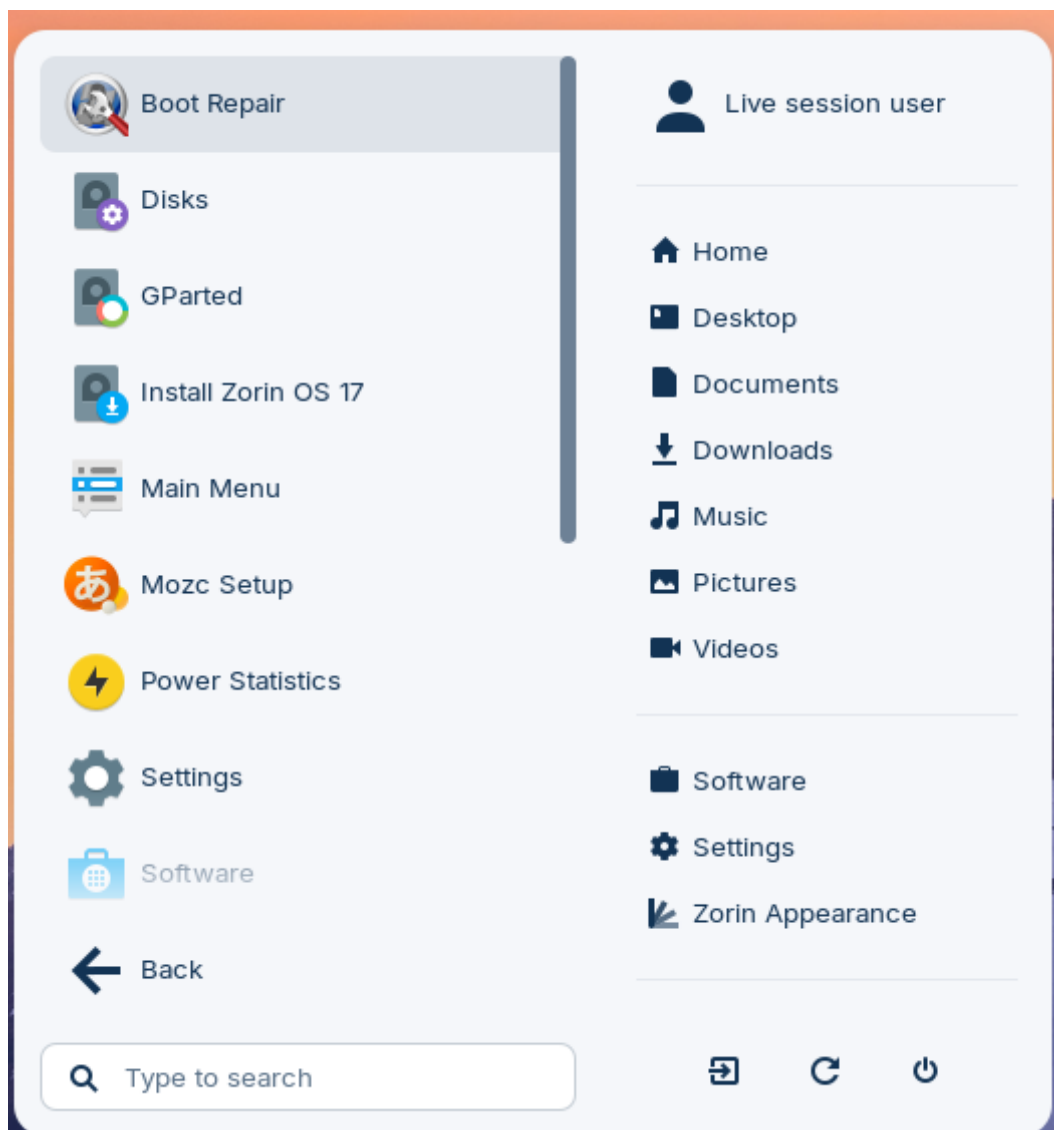 Boot Repair
Disks
GParted
Install Zorin OS 17
Main Menu
あ
Mozc Setup
Power Statistics
Settings
Software
Back
Type to search
Live session user
Home
Desktop
Documents
Downloads
Music
Pictures
Videos
Software
Settings
Zorin Appearance